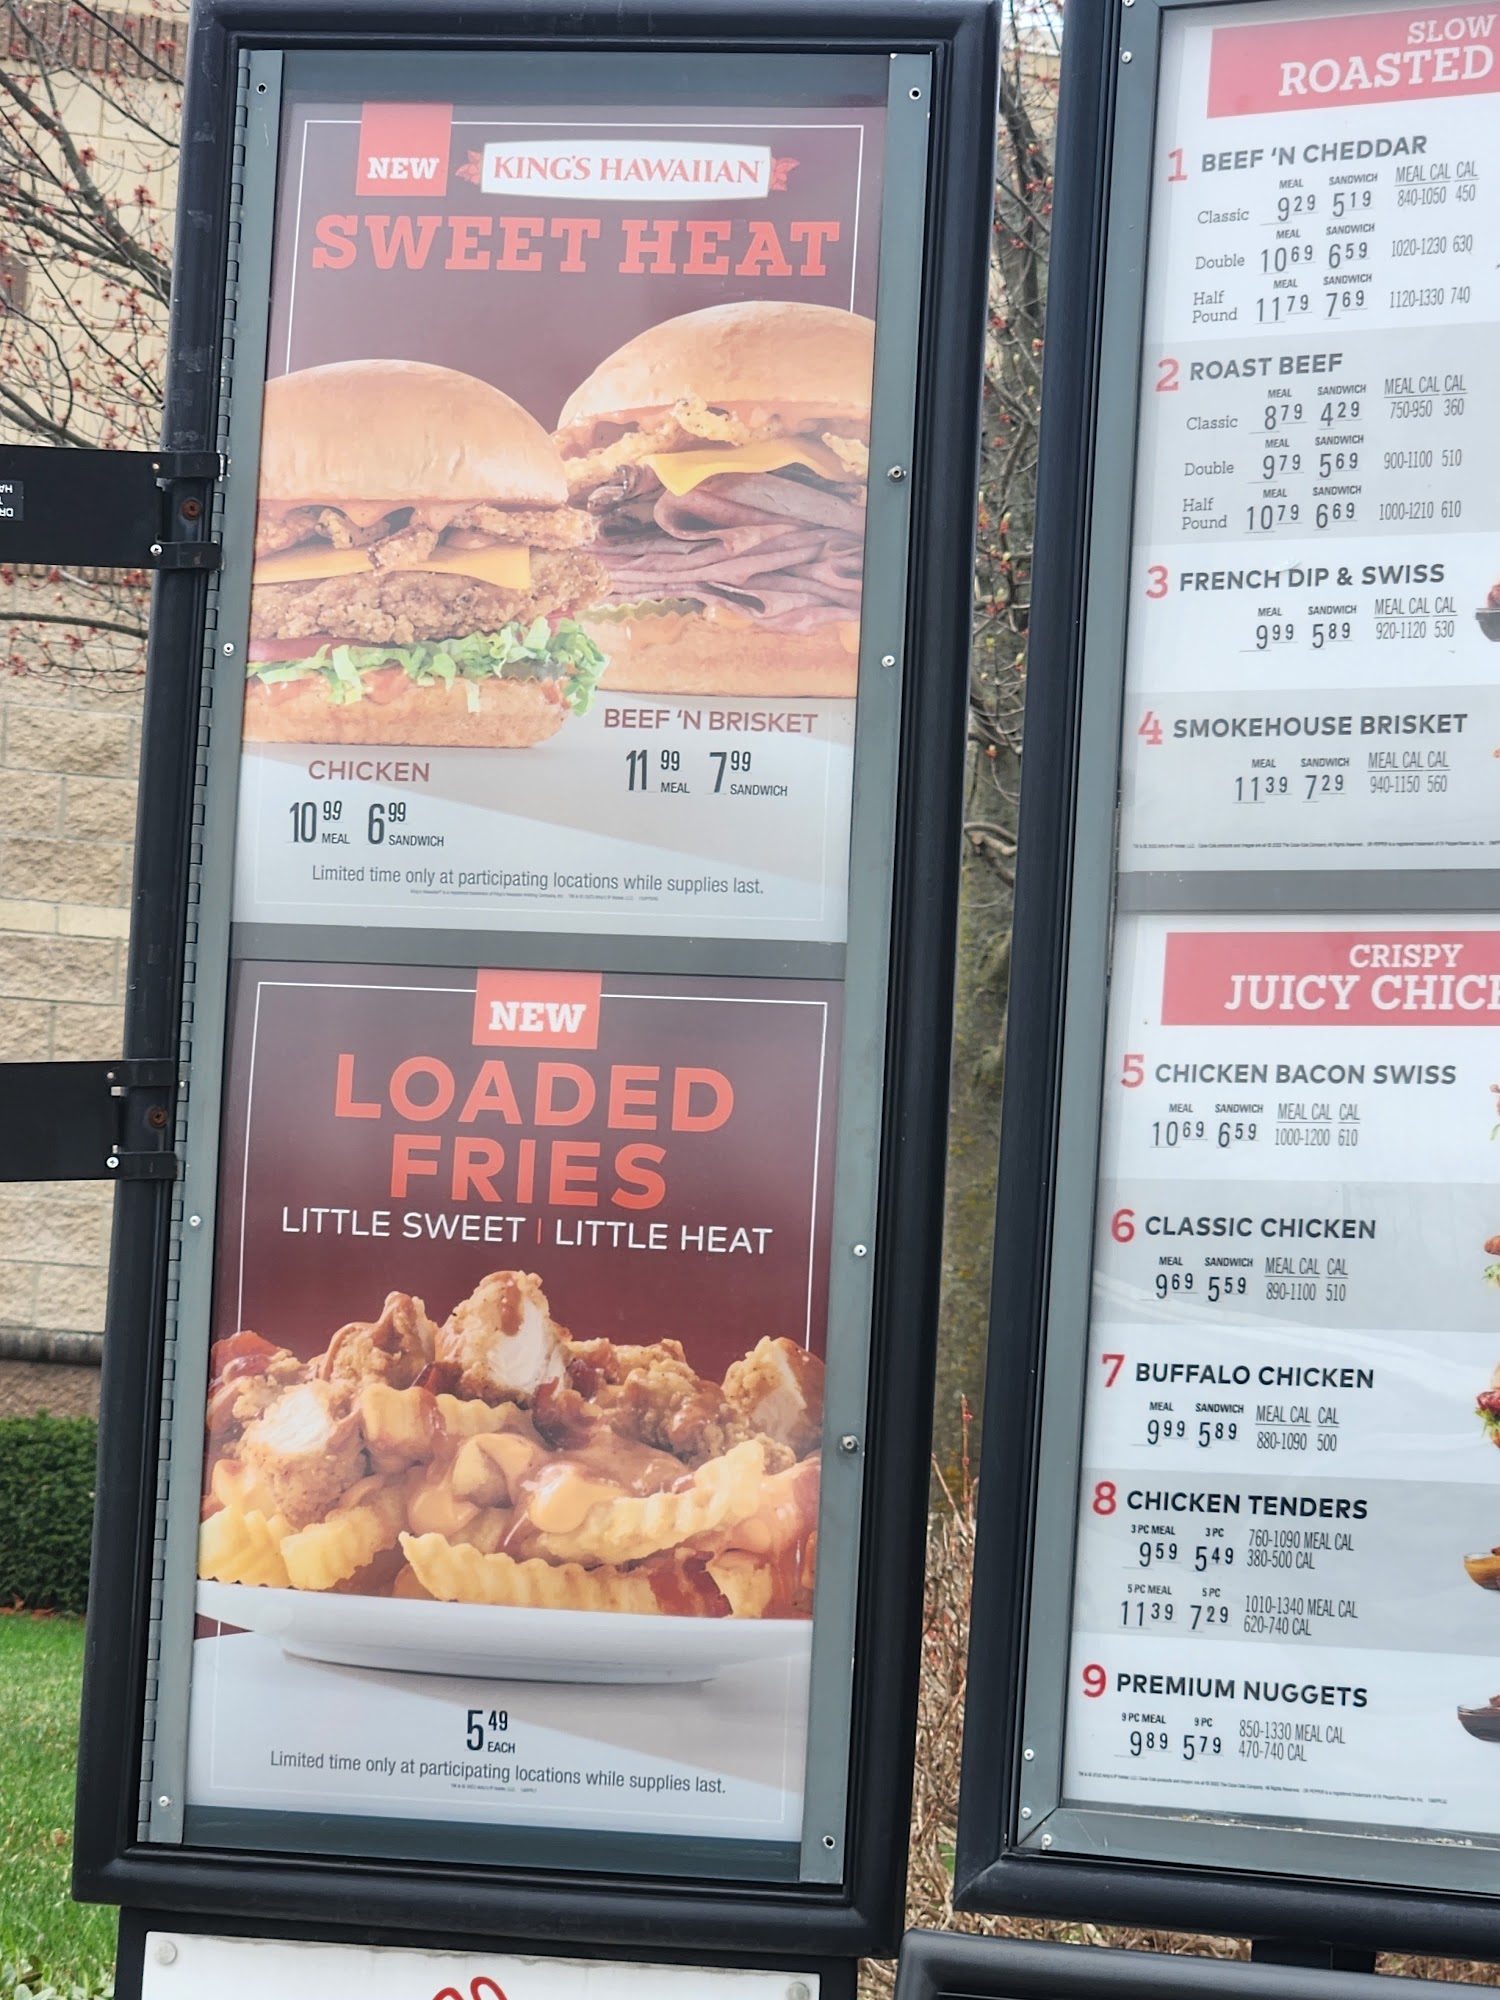 NEW
KING'S HAWAIIAN
SWEET HEAT
BEEF 'N BRISKET
11 99 MEAL 7 99 SANDWICH
CHICKEN
10 99 MEAL 6 99 SANDWICH
Limited time only at participating locations while supplies last.
NEW
LOADED
FRIES
LITTLE SWEET | LITTLE HEAT
5 49 EACH
Limited time only at participating locations while supplies last.
SLOW
ROASTED
1 BEEF 'N CHEDDAR
MEAL SANDWICH MEAL CAL CAL
Classic 9 29 5 19 840-1050 450
MEAL SANDWICH
Double 10 69 6 59 1020-1230 630
MEAL SANDWICH
Half
Pound 11 79 7 69 1120-1330 740
2 ROAST BEEF
MEAL SANDWICH MEAL CAL CAL
Classic 8 79 4 29 750-950 360
MEAL SANDWICH
Double 9 79 5 69 900-1100 510
MEAL SANDWICH
Half
Pound 10 79 6 69 1000-1210 610
3 FRENCH DIP & SWISS
MEAL SANDWICH MEAL CAL CAL
9 99 5 89 920-1120 530
4 SMOKEHOUSE BRISKET
MEAL SANDWICH MEAL CAL CAL
11 39 7 29 940-1150 560
CRISPY
JUICY CHIC
5 CHICKEN BACON SWISS
MEAL SANDWICH MEAL CAL CAL
10 69 6 59 1000-1200 610
6 CLASSIC CHICKEN
MEAL SANDWICH MEAL CAL CAL
9 69 5 59 890-1100 510
7 BUFFALO CHICKEN
MEAL SANDWICH MEAL CAL CAL
9 99 5 89 880-1090 500
8 CHICKEN TENDERS
3 PC MEAL 3 PC 760-1090 MEAL CAL
9 59 5 49 380-500 CAL
5 PC MEAL 5 PC 1010-1340 MEAL CAL
11 39 7 29 620-740 CAL
9 PREMIUM NUGGETS
9 PC MEAL 9 PC 850-1330 MEAL CAL
9 89 5 79 470-740 CAL